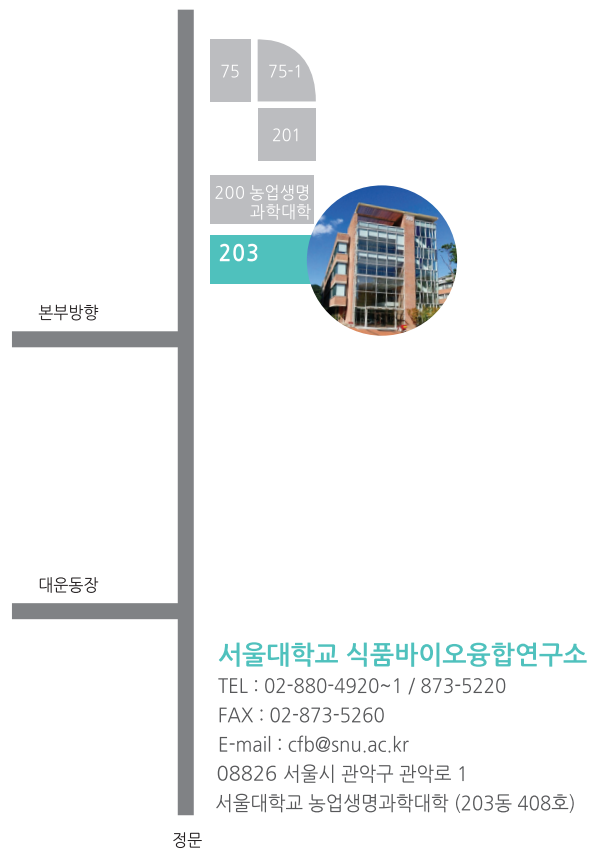 75
75-1
201
200 농업생명
과학대학
203
본부방향
대운동장
서울대학교 식품바이오융합연구소
TEL : 02-880-4920~1 / 873-5220
FAX : 02-873-5260
E-mail : cfb@snu.ac.kr
08826 서울시 관악구 관악로 1
서울대학교 농업생명과학대학 (203동 408호)
정문